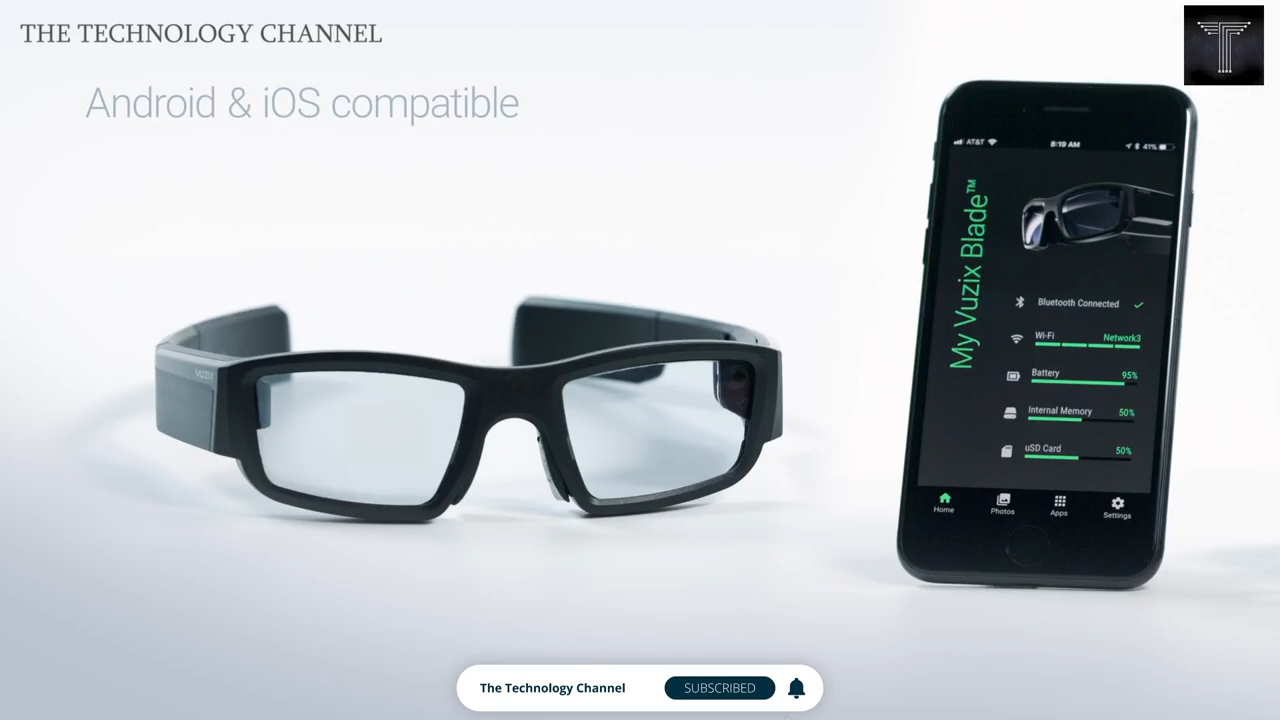 THE TECHNOLOGY CHANNEL
Android & iOS compatible
AT&T
8:19 AM
41%
My Vuzix Blade™
Bluetooth Connected
Wi-Fi
Network3
Battery
95%
Internal Memory
50%
uSD Card
50%
Home
Photos
Apps
Settings
VUZIX
The Technology Channel
SUBSCRIBED